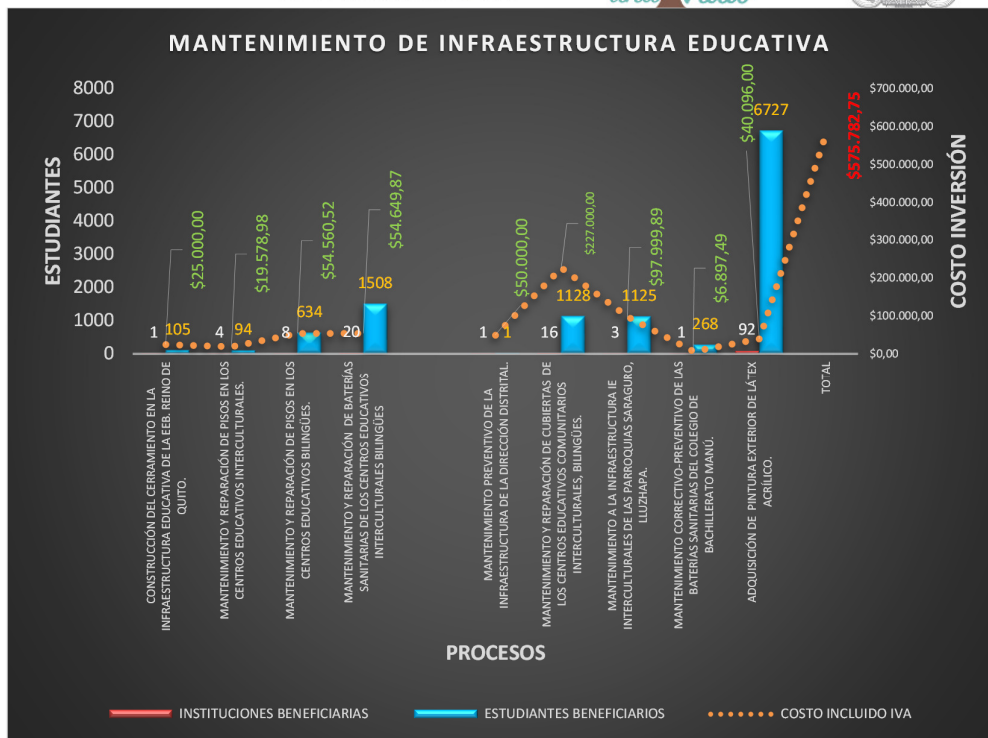 MANTENIMIENTO DE INFRAESTRUCTURA EDUCATIVA
ESTUDIANTES
8000
7000
6000
5000
4000
3000
2000
1000
0
COSTO INVERSIÓN
$700.000,00
$600.000,00
$500.000,00
$400.000,00
$300.000,00
$200.000,00
$100.000,00
$0,00
1
105
$25.000,00
4
94
$19.578,98
8
634
$54.560,52
20
1508
$54.649,87
1
1
$50.000,00
16
1128
$227.000,00
3
1125
$97.999,89
1
268
$6.897,49
92
6727
$40.096,00
$575.782,75
CONSTRUCCIÓN DEL CERRAMIENTO EN LA
INFRAESTRUCTURA EDUCATIVA DE LA EEB. REINO DE
QUITO.
MANTENIMIENTO Y REPARACIÓN DE PISOS EN LOS
CENTROS EDUCATIVOS INTERCULTURALES.
MANTENIMIENTO Y REPARACIÓN DE PISOS EN LOS
CENTROS EDUCATIVOS BILINGÜES.
MANTENIMIENTO Y REPARACIÓN DE BATERÍAS
SANITARIAS DE LOS CENTROS EDUCATIVOS
INTERCULTURALES BILINGÜES
MANTENIMIENTO PREVENTIVO DE LA
INFRAESTRUCTURA DE LA DIRECCIÓN DISTRITAL.
MANTENIMIENTO Y REPARACIÓN DE CUBIERTAS DE
LOS CENTROS EDUCATIVOS COMUNITARIOS
INTERCULTURALES, BILINGÜES.
MANTENIMIENTO A LA INFRAESTRUCTURA IE
INTERCULTURALES DE LAS PARROQUIAS SARAGURO,
LLUZHAPA.
MANTENIMIENTO CORRECTIVO-PREVENTIVO DE LAS
BATERÍAS SANITARIAS DEL COLEGIO DE
BACHILLERATO MANÚ.
ADQUISICIÓN DE PINTURA EXTERIOR DE LÁTEX
ACRÍLICO.
TOTAL
PROCESOS
INSTITUCIONES BENEFICIARIAS
ESTUDIANTES BENEFICIARIOS
COSTO INCLUIDO IVA